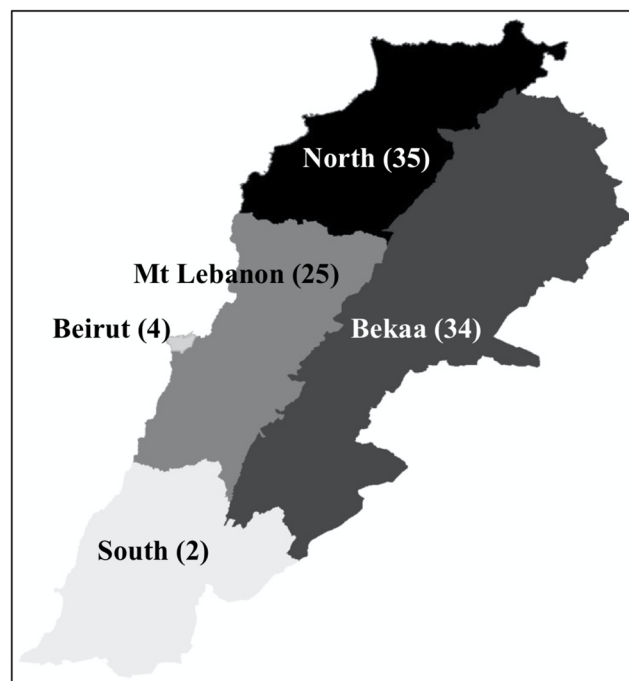 North (35)
Mt Lebanon (25)
Beirut (4)
Bekaa (34)
South (2)